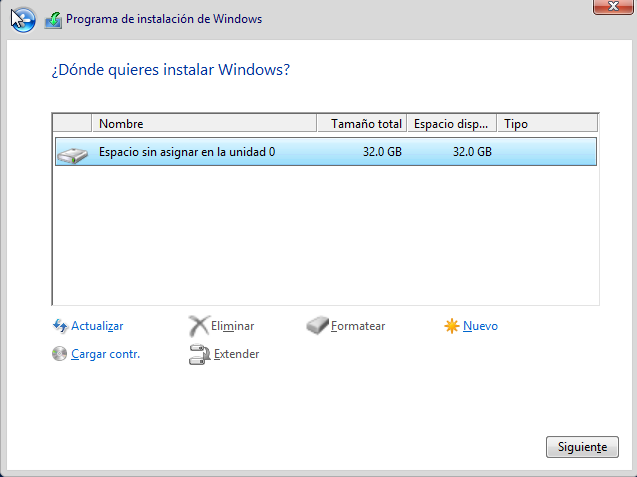 Programa de instalación de Windows
¿Dónde quieres instalar Windows?
Nombre Tamaño total Espacio disp... Tipo
Espacio sin asignar en la unidad 0 32.0 GB 32.0 GB
Actualizar Eliminar Formatear Nuevo
Cargar contr. Extender
Siguiente